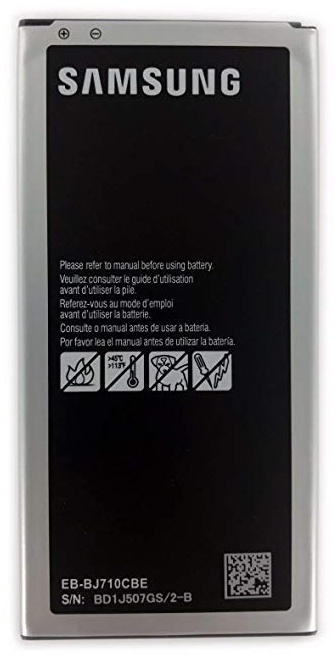 SAMSUNG
Please refer to manual before using battery.
Veuillez consulter le guide d'utilisation
avant d'utiliser la pile.
Referez-vous au mode d'emploi
avant d'utiliser la batterie.
Consulte o manual antes de usar a bateria.
Por favor lea el manual antes de utilizar la batería.
>45°C
>113°F
EB-BJ710CBE
S/N: BD1J507GS/2-B